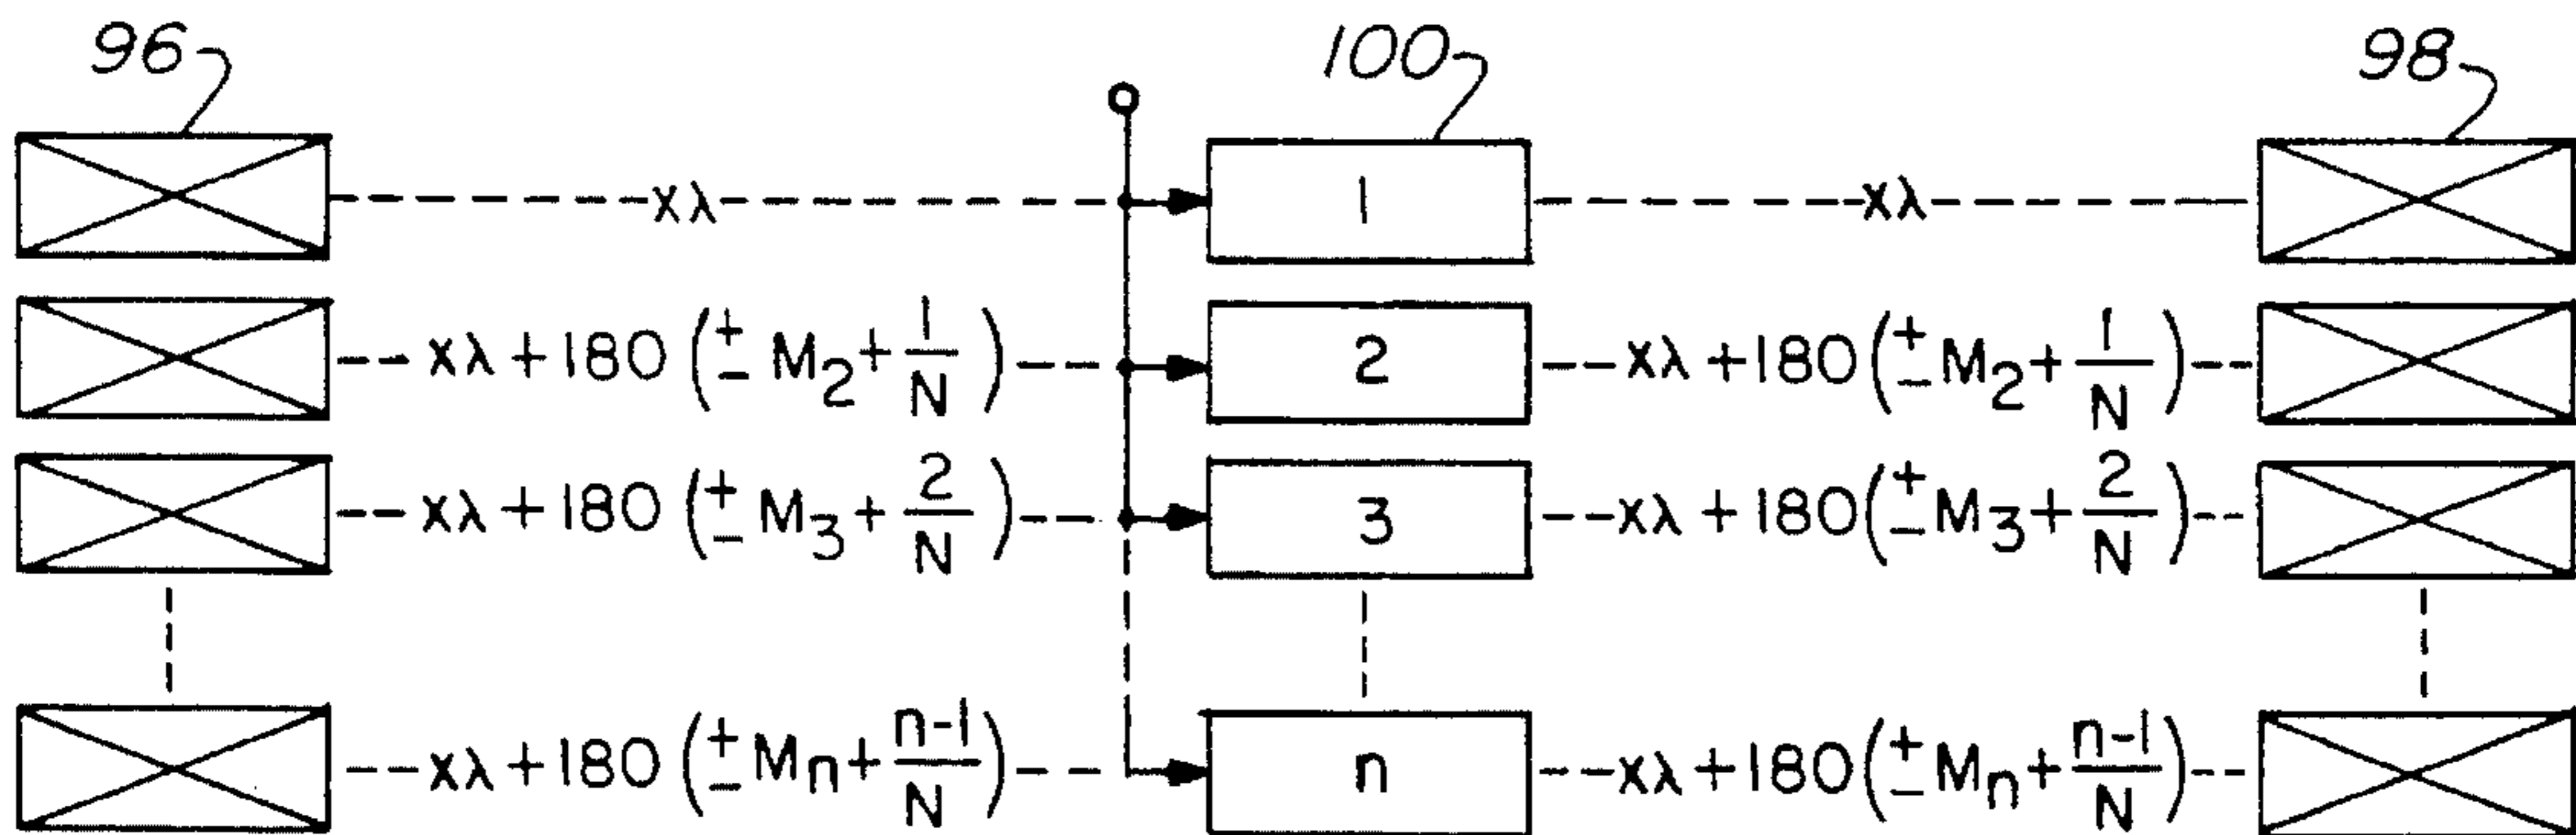 96 100 98
xλ 1 xλ
xλ + 180 (± M₂ + 1/N) 2 xλ + 180 (± M₂ + 1/N)
xλ + 180 (± M₃ + 2/N) 3 xλ + 180 (± M₃ + 2/N)
xλ + 180 (± Mₙ + n-1/N) n xλ + 180 (± Mₙ + n-1/N)